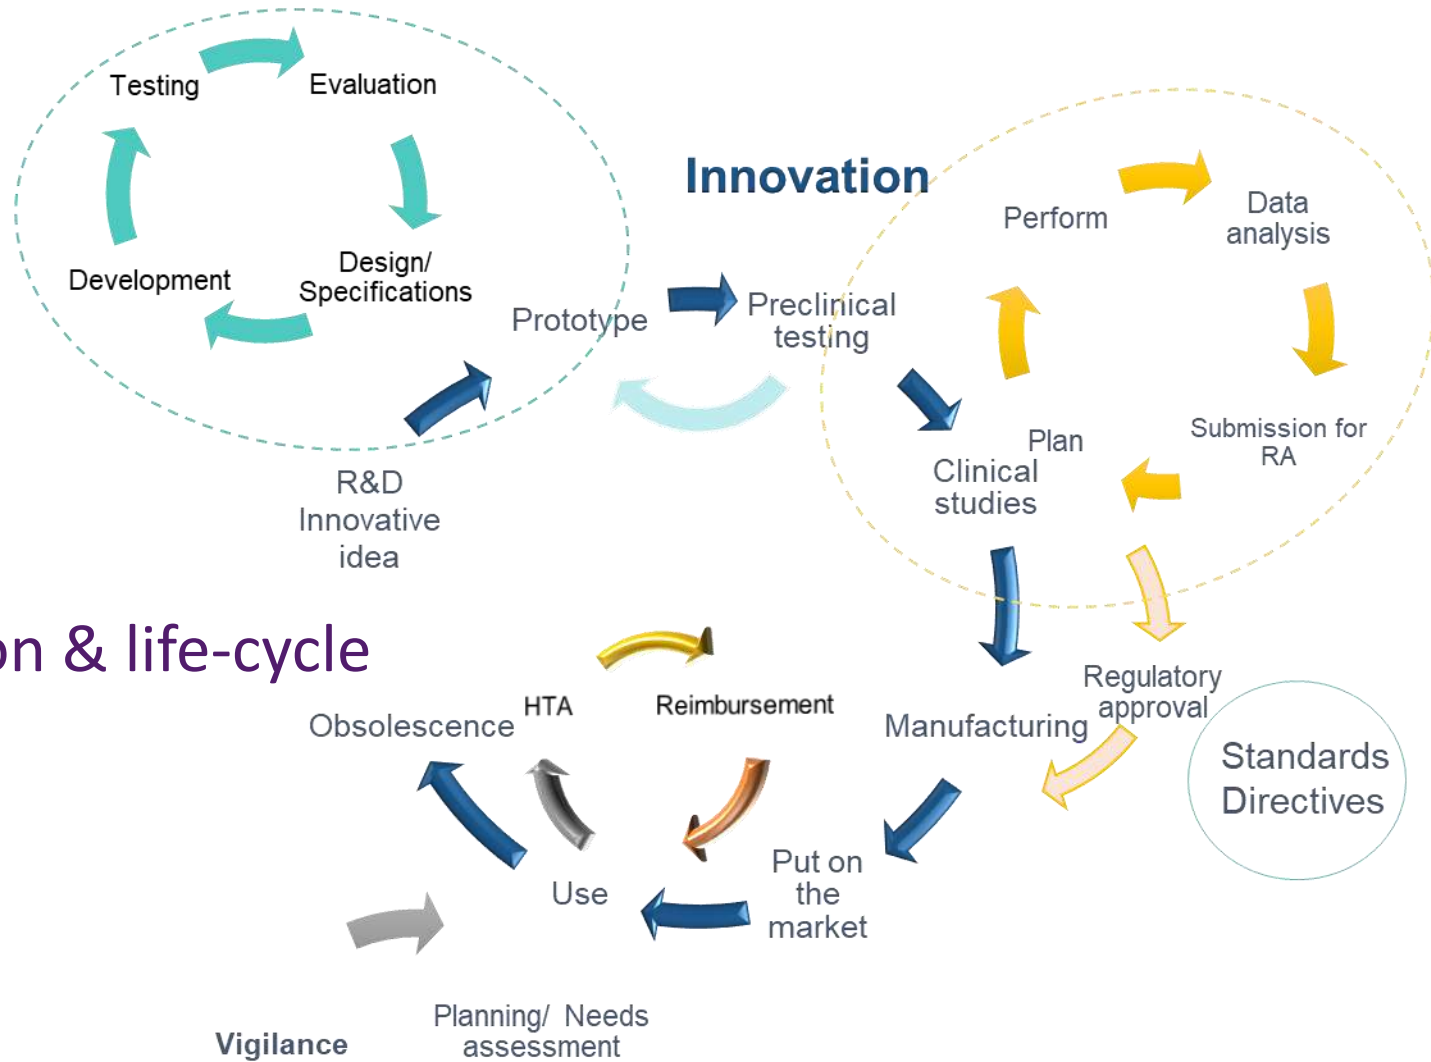 Testing
Evaluation
Design/
Specifications
Development
Innovation
Prototype
Preclinical
testing
Perform
Data
analysis
Submission for
RA
Plan
Clinical
studies
R&D
Innovative
idea
on & life-cycle
Regulatory
approval
Standards
Directives
Manufacturing
Obsolescence
HTA
Reimbursement
Put on
the
market
Use
Vigilance
Planning/ Needs
assessment